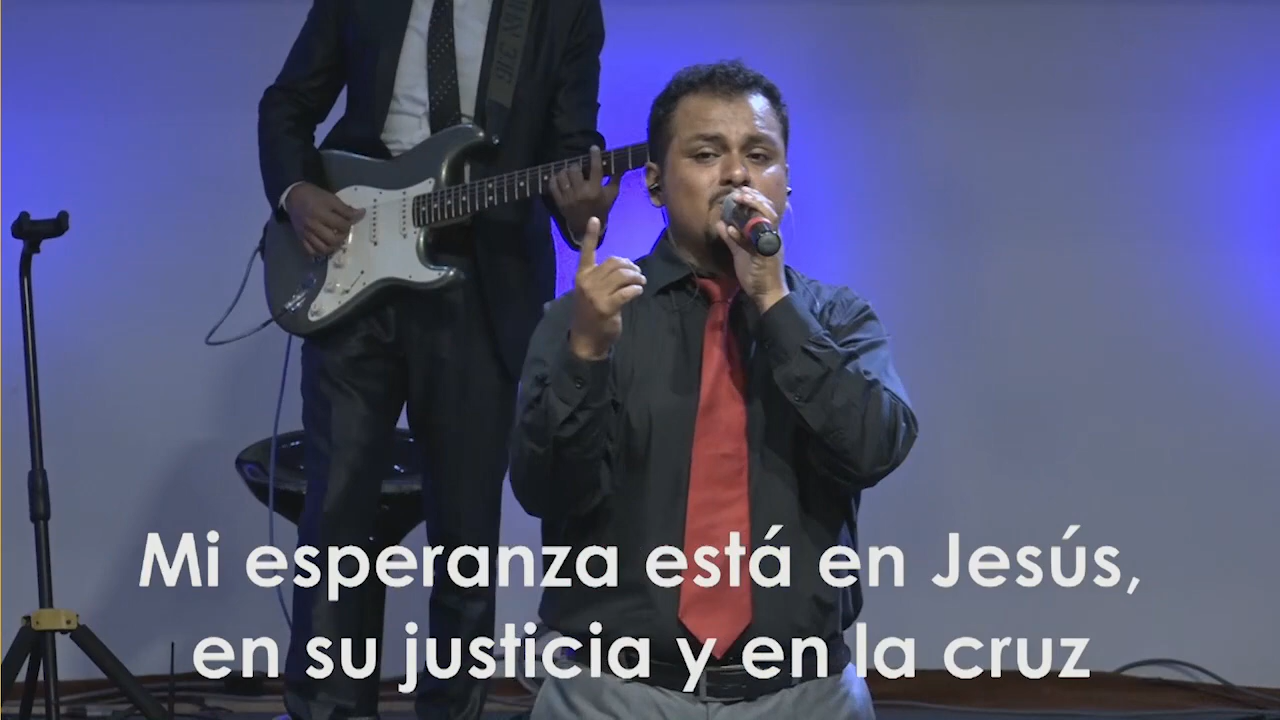 Mi esperanza está en Jesús,
en su justicia y en la cruz